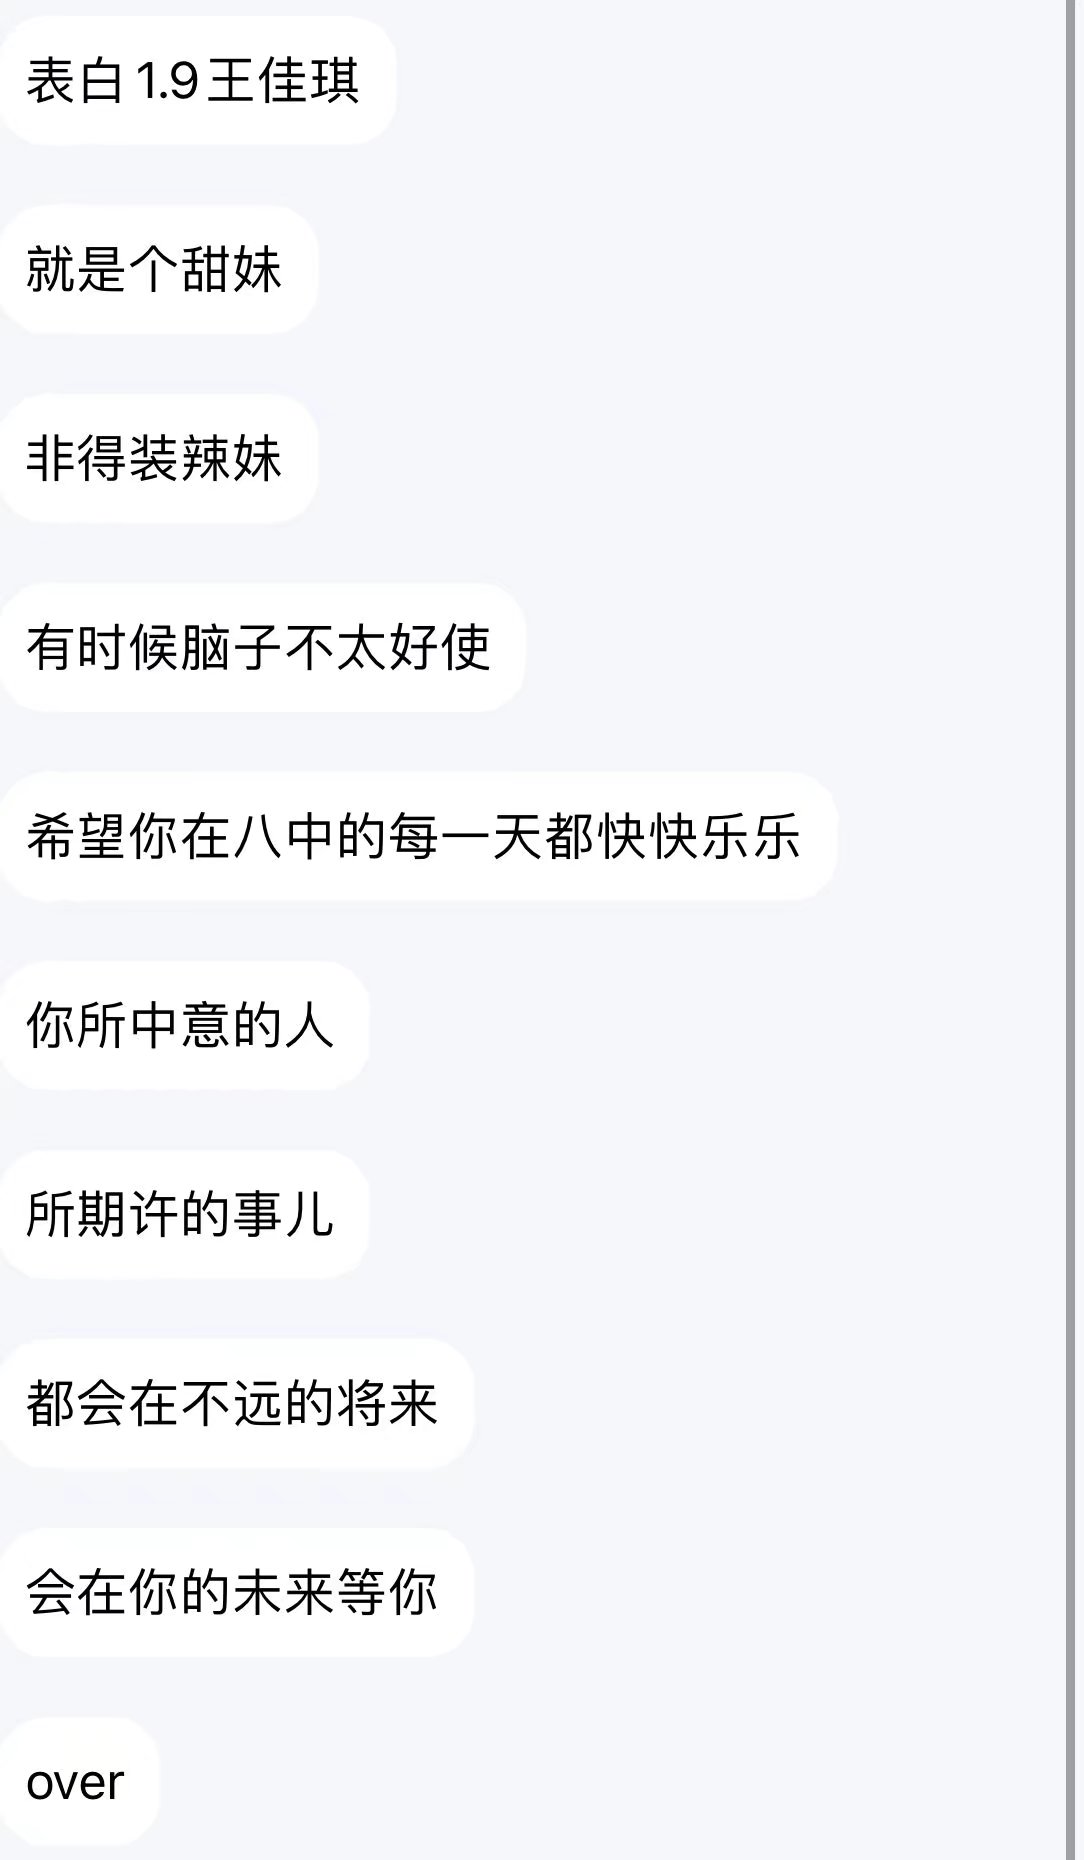 表白1.9王佳琪
就是个甜妹
非得装辣妹
有时候脑子不太好使
希望你在八中的每一天都快快乐乐
你所中意的人
所期许的事儿
都会在不远的将来
会在你的未来等你
over